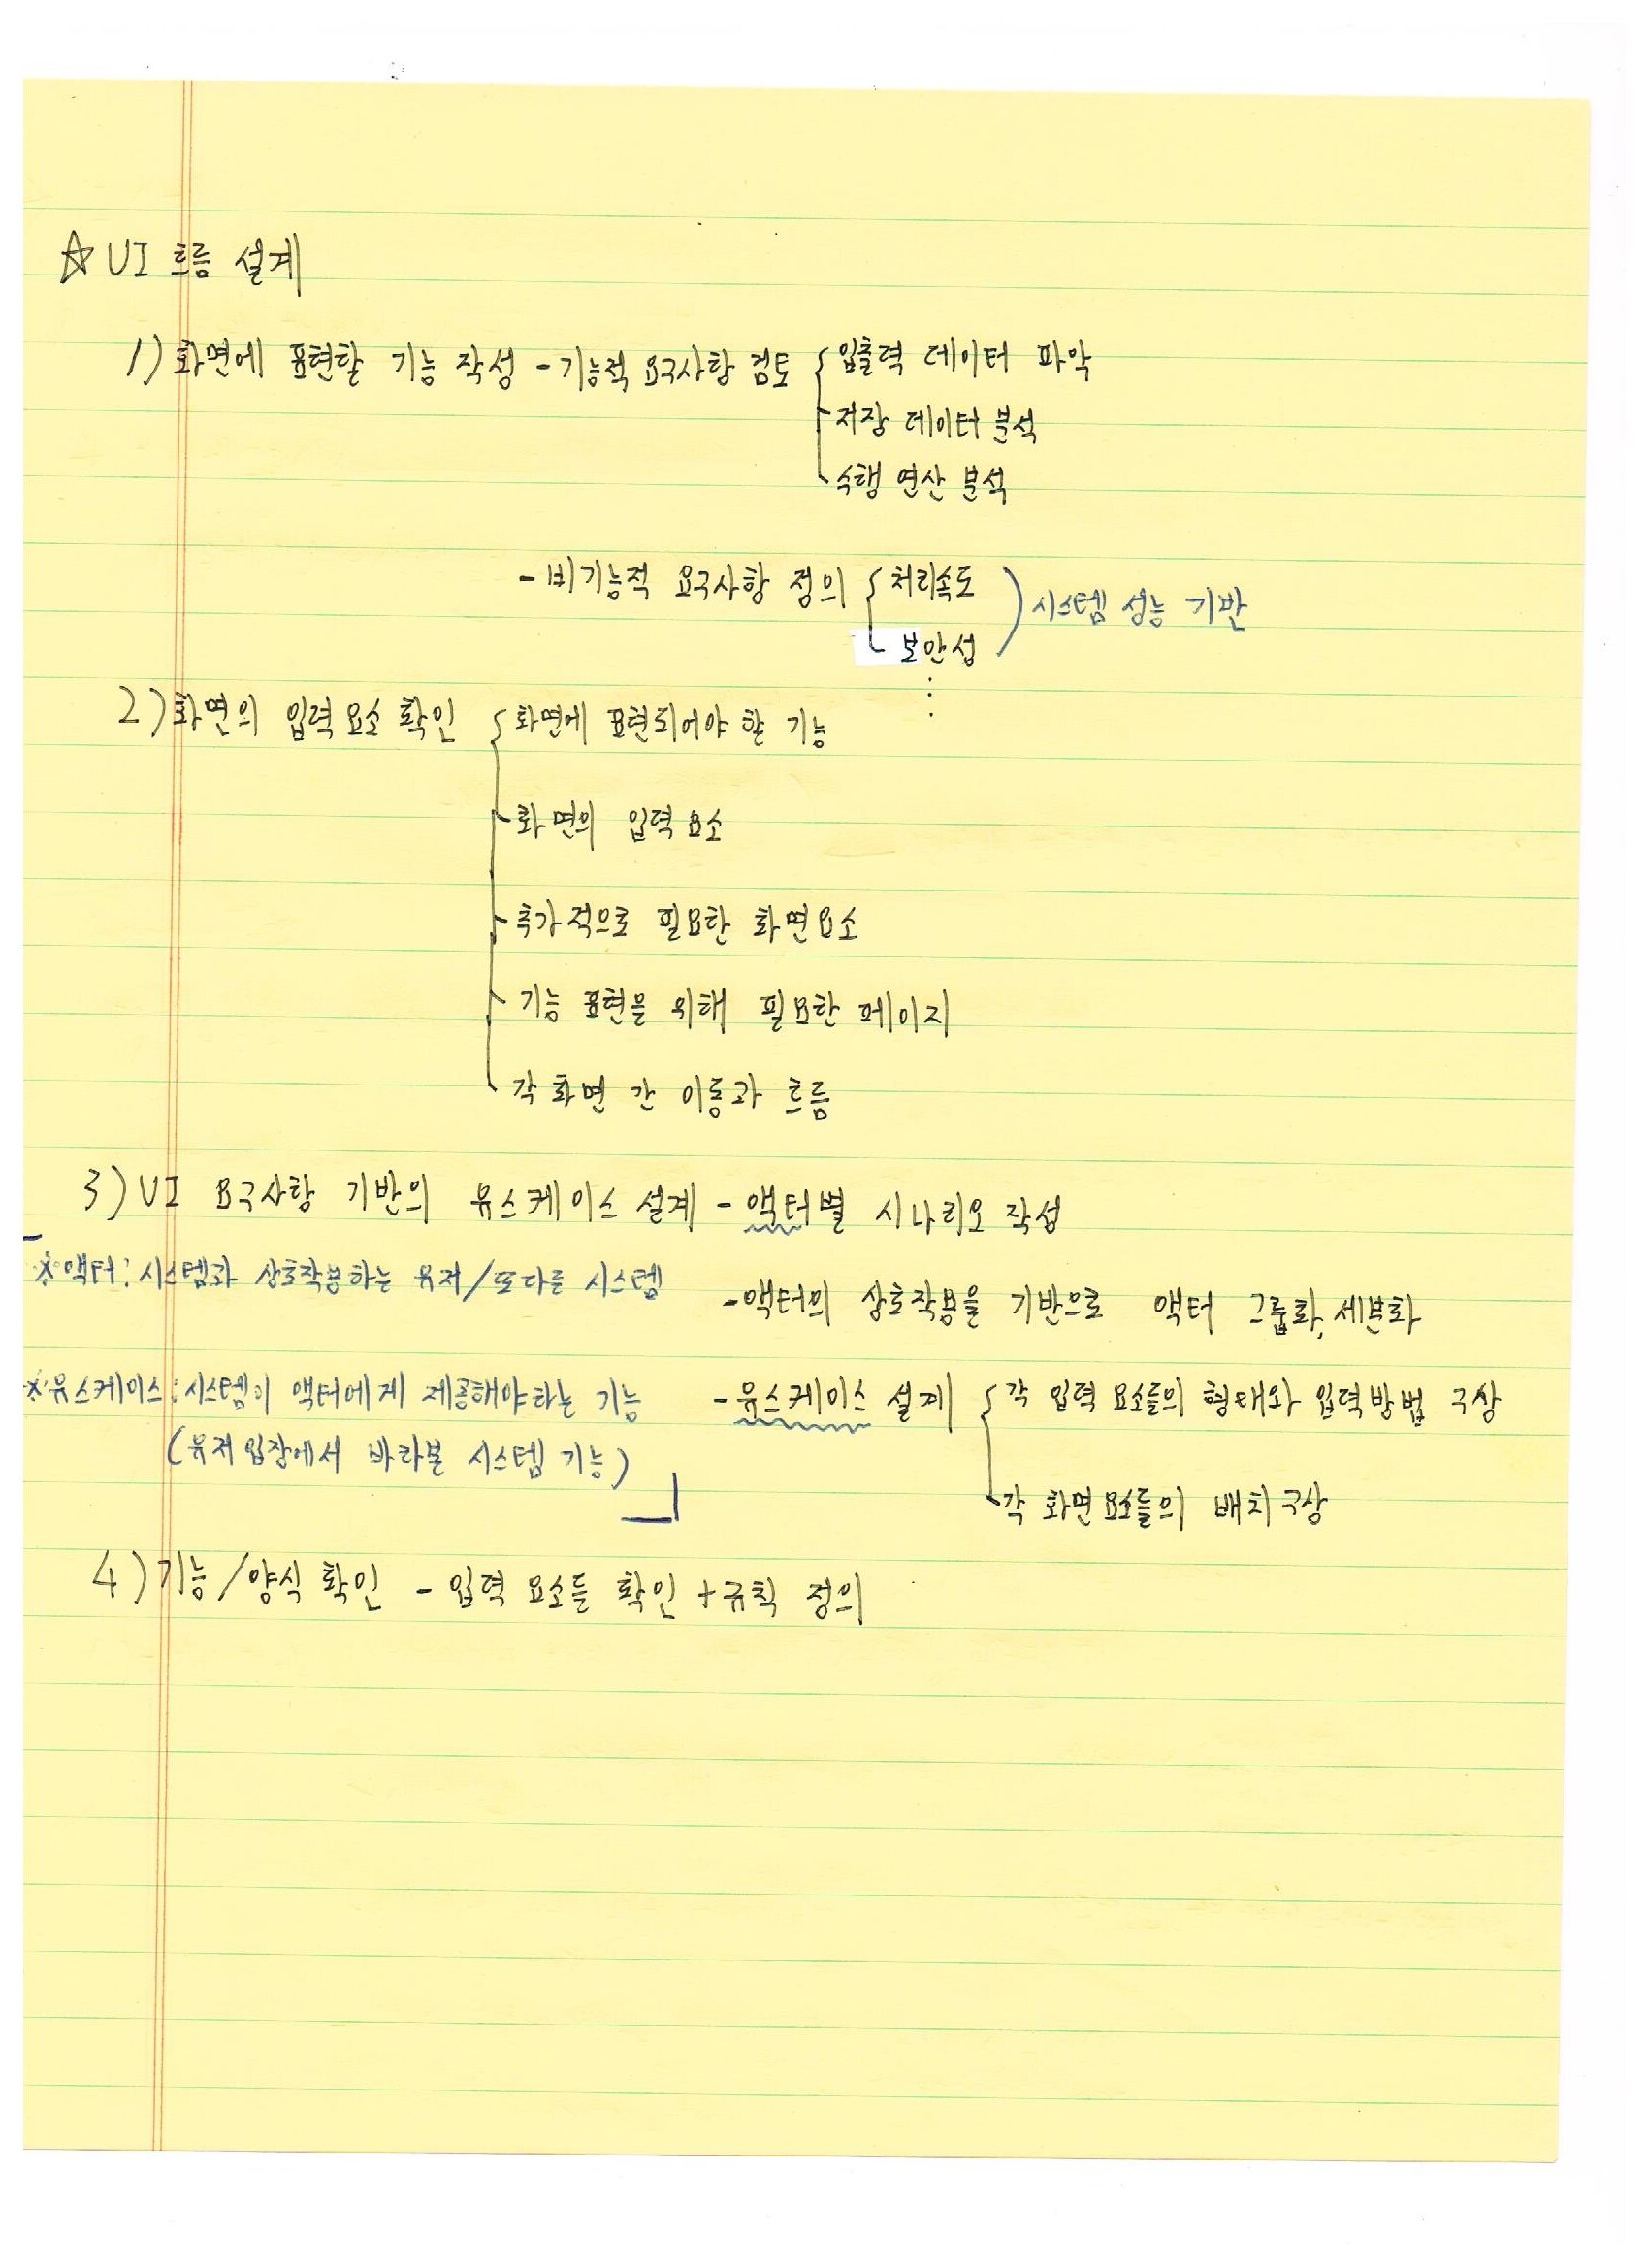 ☆ UI 흐름 설계
1) 화면에 표현할 기능 작성 - 기능적 요구사항 검토 { 입출력 데이터 파악
저장 데이터 분석
수행 연산 분석
- 비기능적 요구사항 정의 { 처리속도 ) 시스템 성능 기반
보안성
⋮
2) 화면의 입력 요소 확인 { 화면에 표현되어야 할 기능
화면의 입력 요소
추가적으로 필요한 화면요소
기능 표현을 위해 필요한 페이지
각 화면 간 이동과 흐름
3) UI 요구사항 기반의 유스케이스 설계 - 액터별 시나리오 작성
※액터: 시스템과 상호작용하는 유저/또다른 시스템
- 액터의 상호작용을 기반으로 액터 그룹화, 세분화
※유스케이스: 시스템이 액터에게 제공해야하는 기능
(유저 입장에서 바라본 시스템 기능)
- 유스케이스 설계 { 각 입력 요소들의 형태와 입력방법 구상
각 화면 요소들의 배치 구상
4) 기능/양식 확인 - 입력 요소들 확인 + 규칙 정의